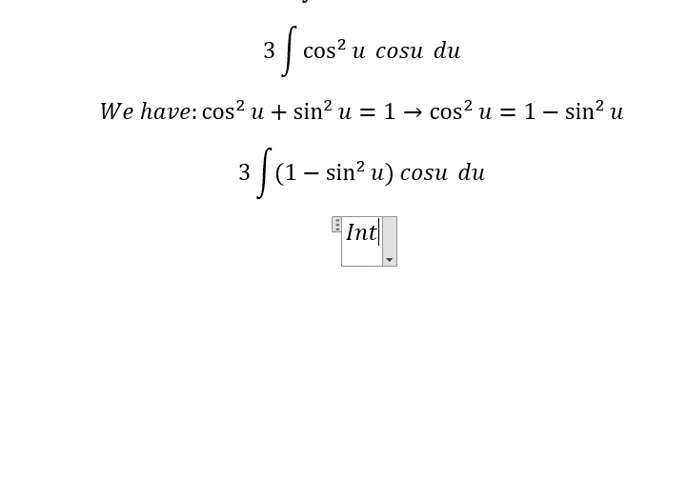 3 ∫ cos² u cosu du
We have: cos² u + sin² u = 1 → cos² u = 1 − sin² u
3 ∫ (1 − sin² u) cosu du
Int